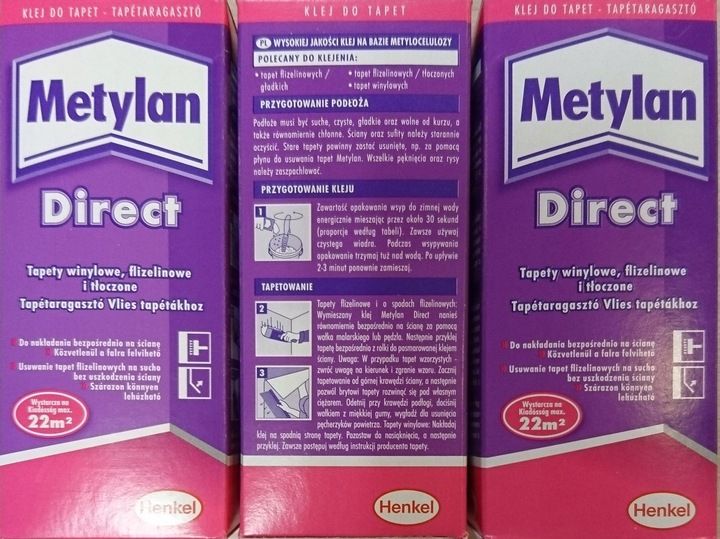 KLEJ DO TAPET - TAPÉTARAGASZTÓ
Metylan
Direct
Tapety winylowe, flizelinowe
i tłoczone
Tapétaragasztó Vlies tapétákhoz
Do nakładania bezpośrednio na ścianę
Közvetlenül a falra felvihető
Usuwanie tapet flizelinowych na sucho
bez uszkodzenia ściany
Szárazon könnyen
lehúzható
Wystarcza na
Kiadósság max.
22m²
Henkel
KLEJ DO TAPET
PL WYSOKIEJ JAKOŚCI KLEJ NA BAZIE METYLOCELULOZY
POLECANY DO KLEJENIA:
• tapet flizelinowych /
gładkich
• tapet flizelinowych / tłoczonych
• tapet winylowych
PRZYGOTOWANIE PODŁOŻA
Podłoże musi być suche, czyste, gładkie oraz wolne od kurzu, a
także równomiernie chłonne. Ściany oraz sufity należy starannie
oczyścić. Stare tapety powinny zostać usunięte, np. za pomocą
płynu do usuwania tapet Metylan. Wszelkie pęknięcia oraz rysy
należy zaszpachlować.
PRZYGOTOWANIE KLEJU
1
Zawartość opakowania wsyp do zimnej wody
energicznie mieszając przez około 30 sekund
(proporcje według tabeli). Zawsze używaj
czystego wiadra. Podczas wsypywania
opakowanie trzymaj tuż nad wodą. Po upływie
2-3 minut ponownie zamieszaj.
TAPETOWANIE
2
3
Tapety flizelinowe i o spodach flizelinowych:
Wymieszany klej Metylan Direct nanieś
równomiernie bezpośrednio na ścianę za pomocą
wałka malarskiego lub pędzla. Następnie przyklej
tapetę bezpośrednio z rolki do posmarowanej klejem
ściany. Uwaga: W przypadku tapet wzorzystych -
zwróć uwagę na kierunek i zgranie wzoru. Zacznij
tapetowanie od górnej krawędzi ściany, a następnie
pozwól brytowi tapety rozwinąć się pod własnym
ciężarem. Odetnij przy krawędzi podłogi, dociśnij
wałkiem z miękkiej gumy, wygładź dla usunięcia
pęcherzyków powietrza. Tapety winylowe: Nakładaj
klej na spodnią stronę tapety. Pozostaw do nasiąknięcia, a następnie
przyklej. Zawsze postępuj według instrukcji producenta tapety.
Henkel
KLEJ DO TAPET - TAPÉTARAGASZTÓ
Metylan
Direct
Tapety winylowe, flizelinowe
i tłoczone
Tapétaragasztó Vlies tapétákhoz
Do nakładania bezpośrednio na ścianę
Közvetlenül a falra felvihető
Usuwanie tapet flizelinowych na sucho
bez uszkodzenia ściany
Szárazon könnyen
lehúzható
Wystarcza na
Kiadósság max.
22m²
Henkel